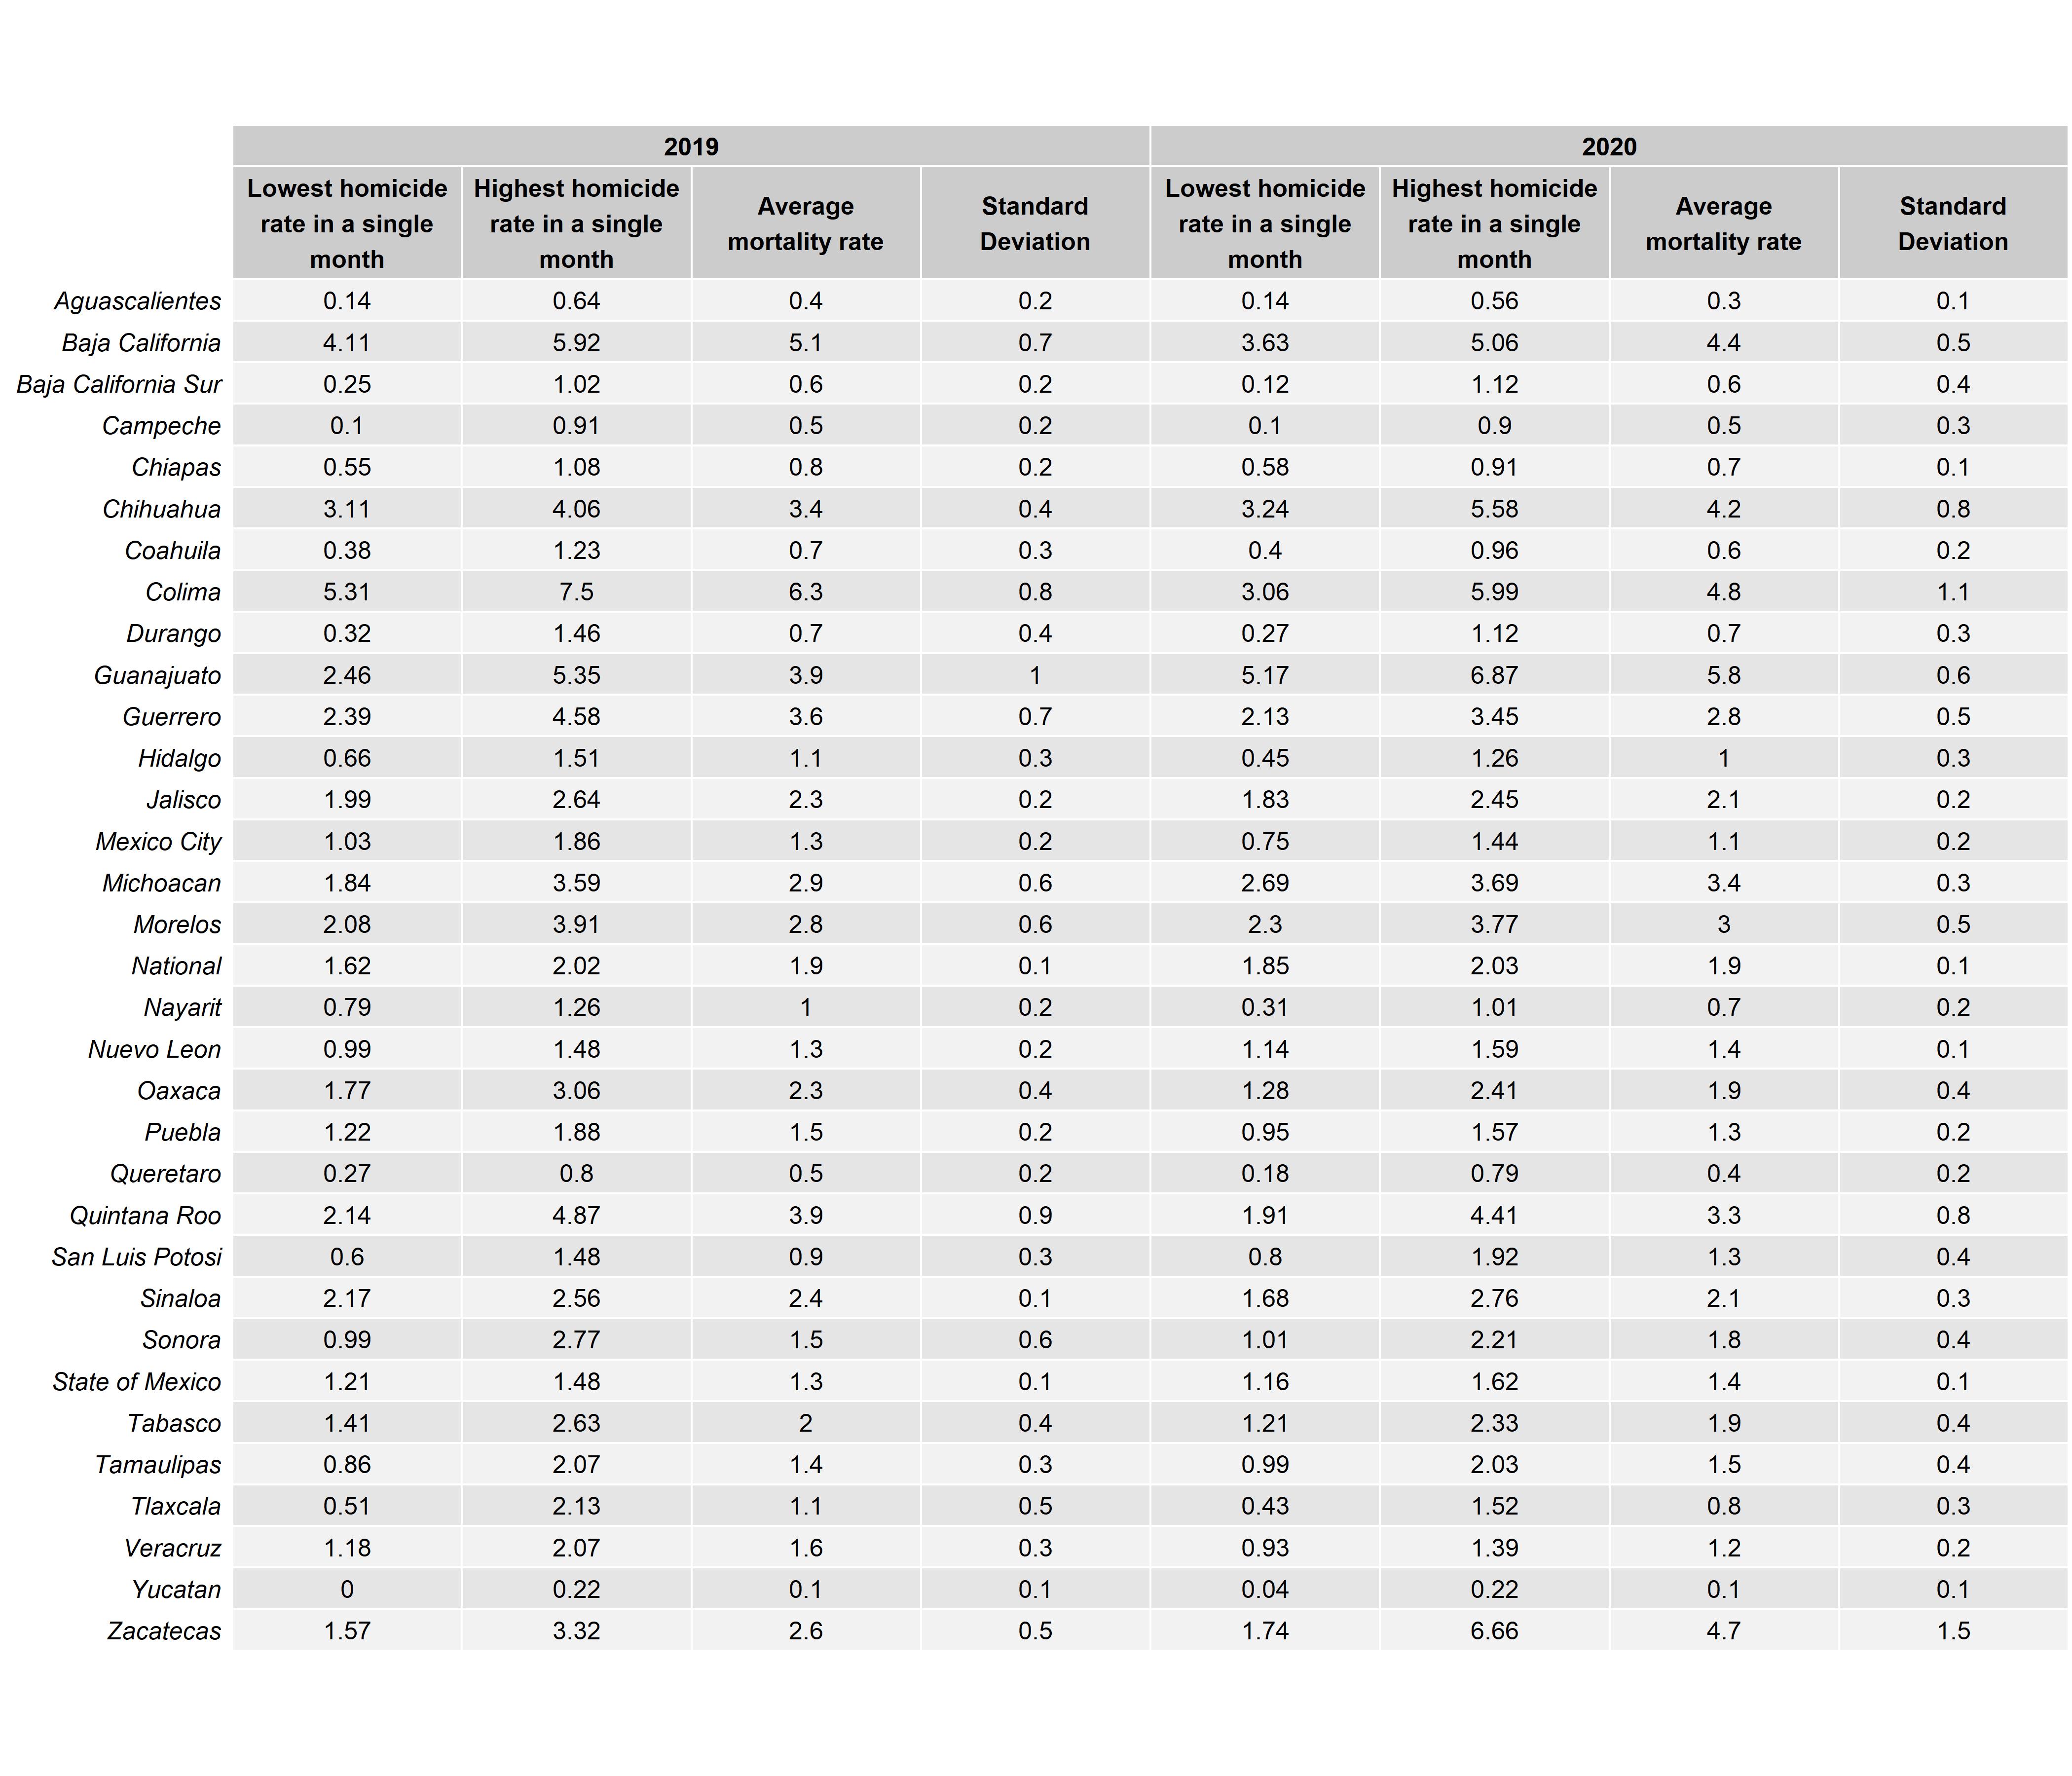 2019 2020
Lowest homicide rate in a single month Highest homicide rate in a single month Average mortality rate Standard Deviation Lowest homicide rate in a single month Highest homicide rate in a single month Average mortality rate Standard Deviation
Aguascalientes 0.14 0.64 0.4 0.2 0.14 0.56 0.3 0.1
Baja California 4.11 5.92 5.1 0.7 3.63 5.06 4.4 0.5
Baja California Sur 0.25 1.02 0.6 0.2 0.12 1.12 0.6 0.4
Campeche 0.1 0.91 0.5 0.2 0.1 0.9 0.5 0.3
Chiapas 0.55 1.08 0.8 0.2 0.58 0.91 0.7 0.1
Chihuahua 3.11 4.06 3.4 0.4 3.24 5.58 4.2 0.8
Coahuila 0.38 1.23 0.7 0.3 0.4 0.96 0.6 0.2
Colima 5.31 7.5 6.3 0.8 3.06 5.99 4.8 1.1
Durango 0.32 1.46 0.7 0.4 0.27 1.12 0.7 0.3
Guanajuato 2.46 5.35 3.9 1 5.17 6.87 5.8 0.6
Guerrero 2.39 4.58 3.6 0.7 2.13 3.45 2.8 0.5
Hidalgo 0.66 1.51 1.1 0.3 0.45 1.26 1 0.3
Jalisco 1.99 2.64 2.3 0.2 1.83 2.45 2.1 0.2
Mexico City 1.03 1.86 1.3 0.2 0.75 1.44 1.1 0.2
Michoacan 1.84 3.59 2.9 0.6 2.69 3.69 3.4 0.3
Morelos 2.08 3.91 2.8 0.6 2.3 3.77 3 0.5
National 1.62 2.02 1.9 0.1 1.85 2.03 1.9 0.1
Nayarit 0.79 1.26 1 0.2 0.31 1.01 0.7 0.2
Nuevo Leon 0.99 1.48 1.3 0.2 1.14 1.59 1.4 0.1
Oaxaca 1.77 3.06 2.3 0.4 1.28 2.41 1.9 0.4
Puebla 1.22 1.88 1.5 0.2 0.95 1.57 1.3 0.2
Queretaro 0.27 0.8 0.5 0.2 0.18 0.79 0.4 0.2
Quintana Roo 2.14 4.87 3.9 0.9 1.91 4.41 3.3 0.8
San Luis Potosi 0.6 1.48 0.9 0.3 0.8 1.92 1.3 0.4
Sinaloa 2.17 2.56 2.4 0.1 1.68 2.76 2.1 0.3
Sonora 0.99 2.77 1.5 0.6 1.01 2.21 1.8 0.4
State of Mexico 1.21 1.48 1.3 0.1 1.16 1.62 1.4 0.1
Tabasco 1.41 2.63 2 0.4 1.21 2.33 1.9 0.4
Tamaulipas 0.86 2.07 1.4 0.3 0.99 2.03 1.5 0.4
Tlaxcala 0.51 2.13 1.1 0.5 0.43 1.52 0.8 0.3
Veracruz 1.18 2.07 1.6 0.3 0.93 1.39 1.2 0.2
Yucatan 0 0.22 0.1 0.1 0.04 0.22 0.1 0.1
Zacatecas 1.57 3.32 2.6 0.5 1.74 6.66 4.7 1.5